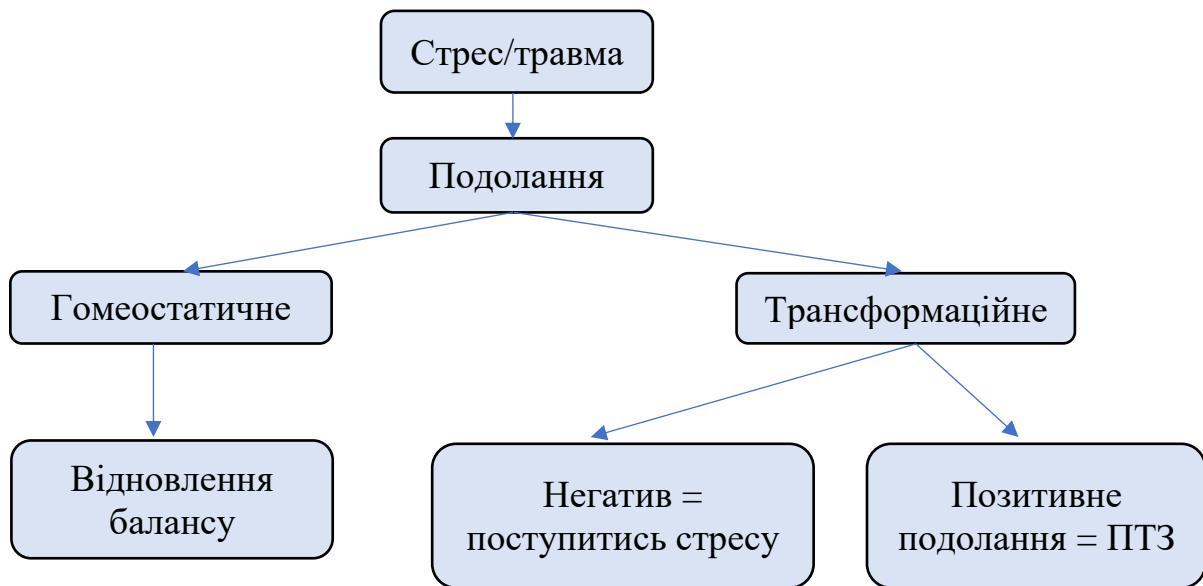 Стрес/травма
Подолання
Гомеостатичне
Трансформаційне
Відновлення
балансу
Негатив =
поступитись стресу
Позитивне
подолання = ПТЗ